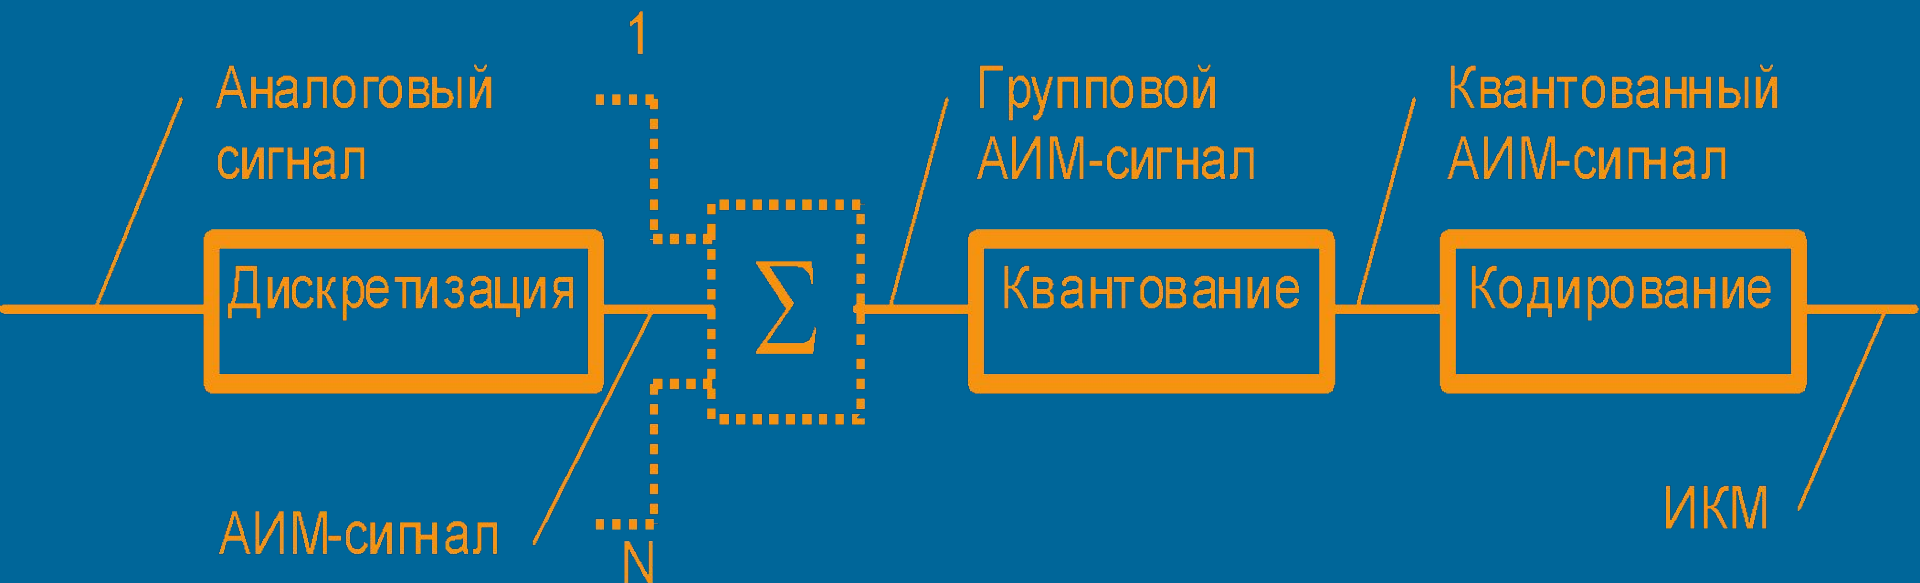 1
Аналоговый
сигнал
Групповой
АИМ-сигнал
Квантованный
АИМ-сигнал
Дискретизация
∑
Квантование
Кодирование
АИМ-сигнал
N
ИКМ